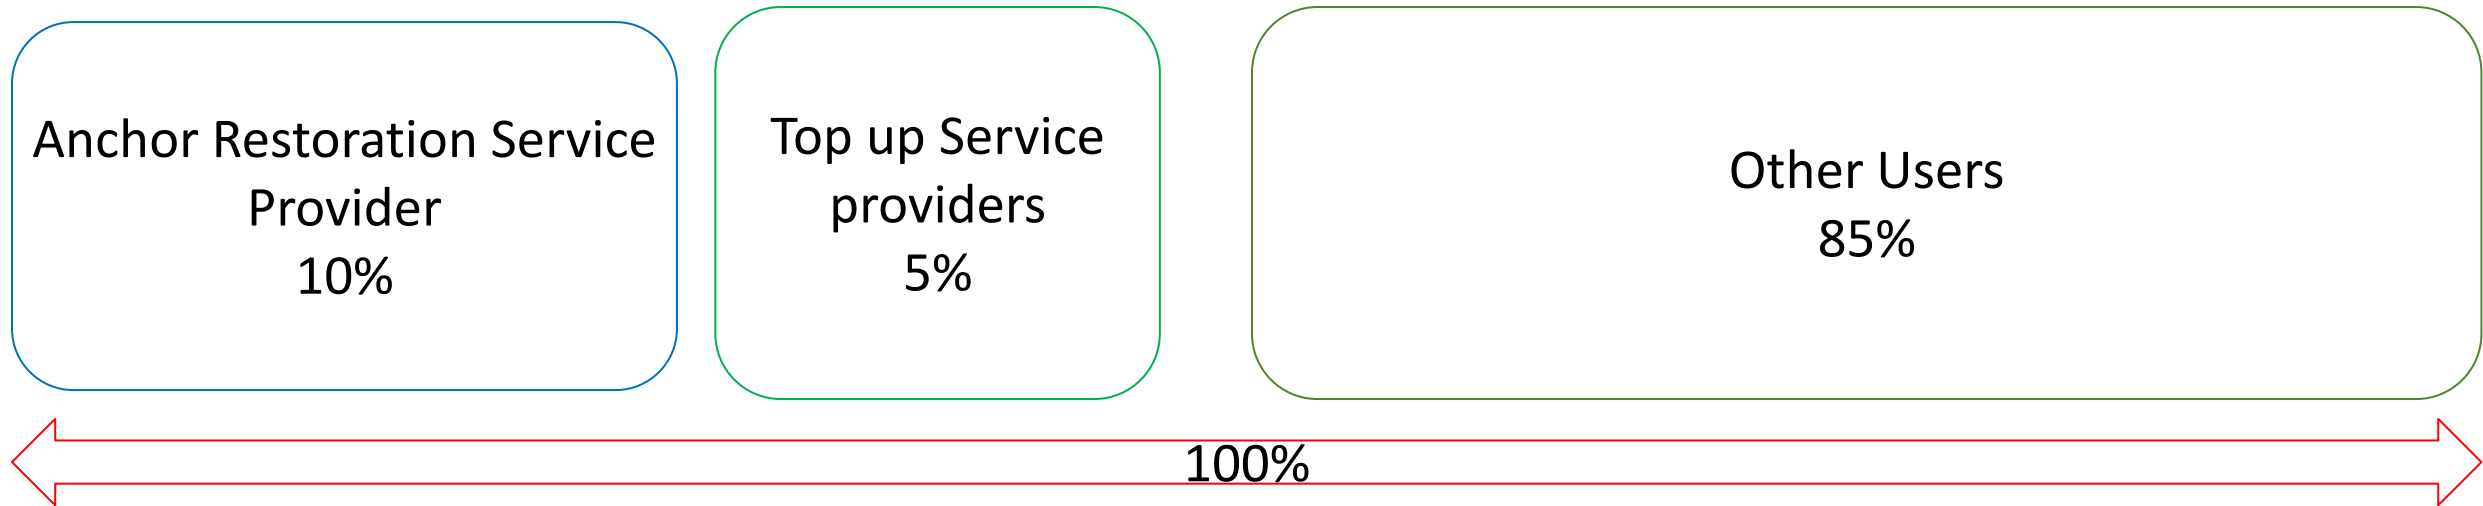 Anchor Restoration Service
Provider
10%
Top up Service
providers
5%
Other Users
85%
100%